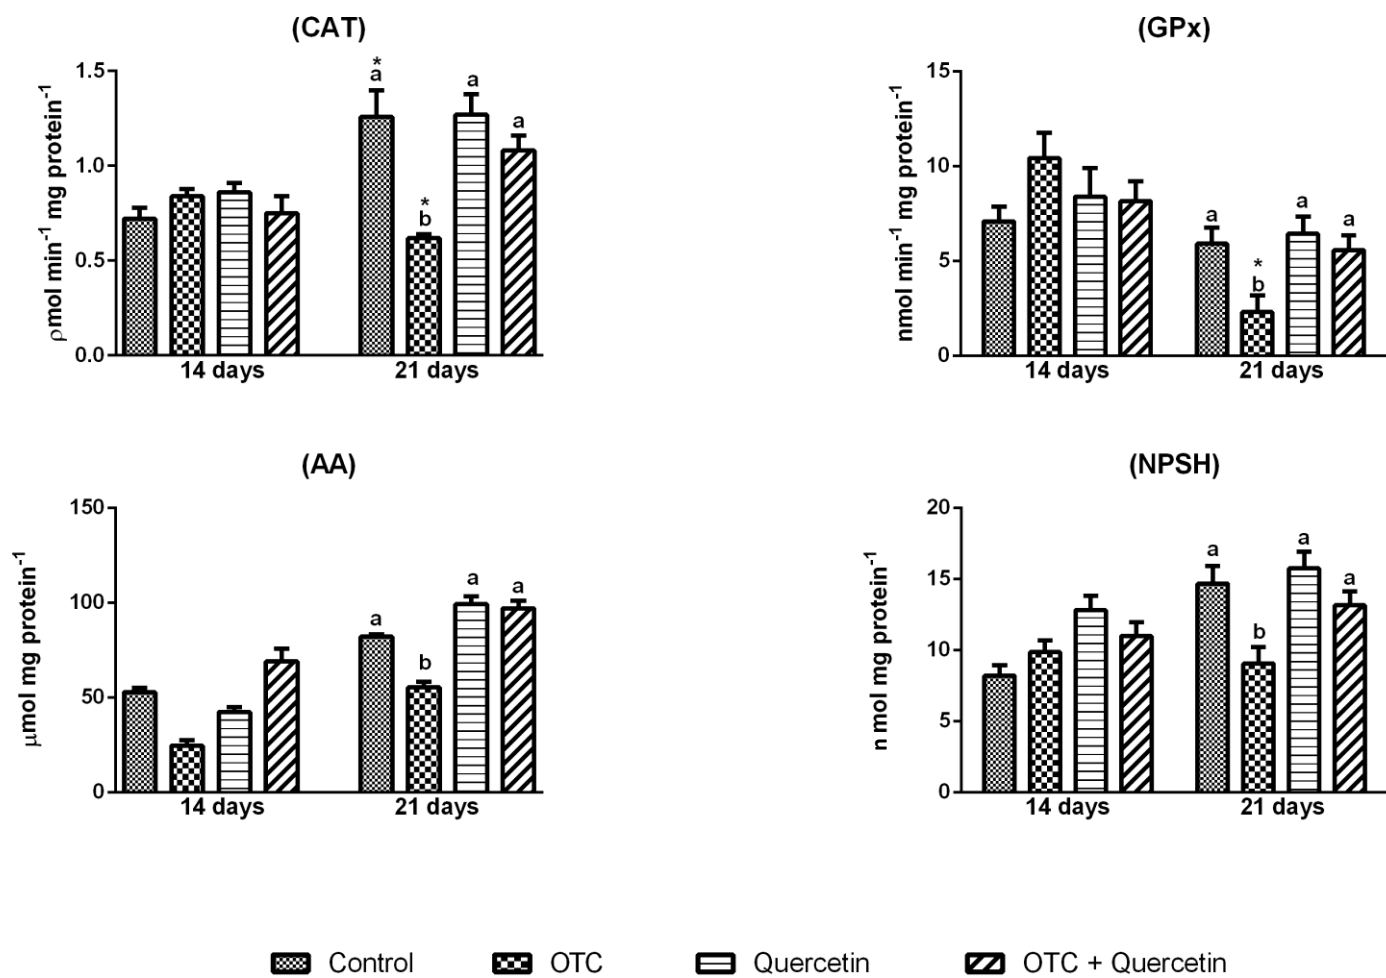 (CAT)
ρmol min⁻¹ mg protein⁻¹
1.5
1.0
0.5
0.0
*
a
*
b
a
a
14 days
21 days
(GPx)
nmol min⁻¹ mg protein⁻¹
15
10
5
0
a
*
b
a
a
14 days
21 days
(AA)
μmol mg protein⁻¹
150
100
50
0
a
b
a
a
14 days
21 days
(NPSH)
n mol mg protein⁻¹
20
15
10
5
0
a
b
a
a
14 days
21 days
Control
OTC
Quercetin
OTC + Quercetin